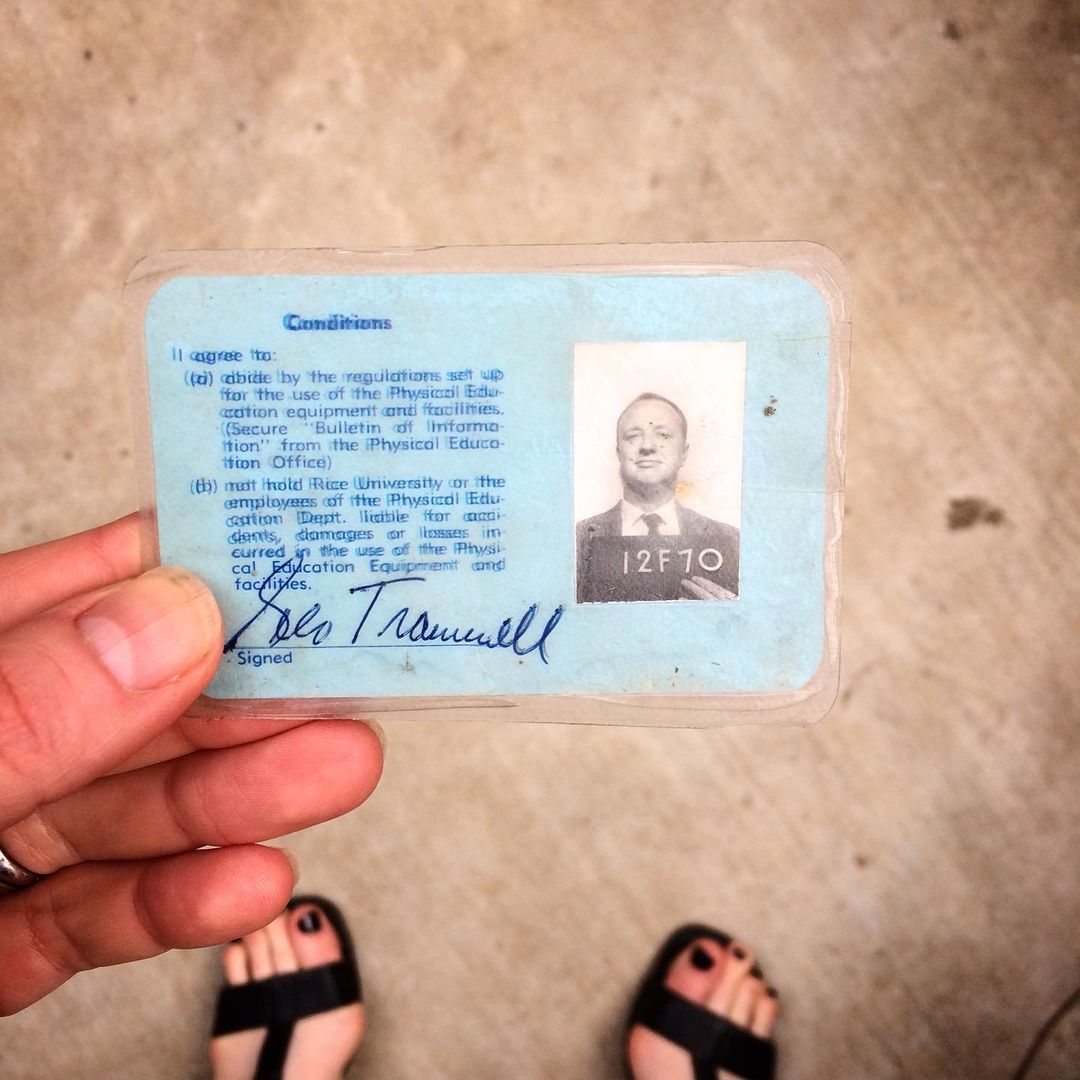 Conditions
I agree to:
(a) abide by the regulations set up
for the use of the Physical Edu-
cation equipment and facilities.
(Secure "Bulletin of Informa-
tion" from the Physical Educa-
tion Office)
(b) not hold Rice University or the
employees of the Physical Edu-
cation Dept. liable for acci-
dents, damages or losses in-
curred in the use of the Physi-
cal Education Equipment and
facilities.
Trammell
Signed
12F70